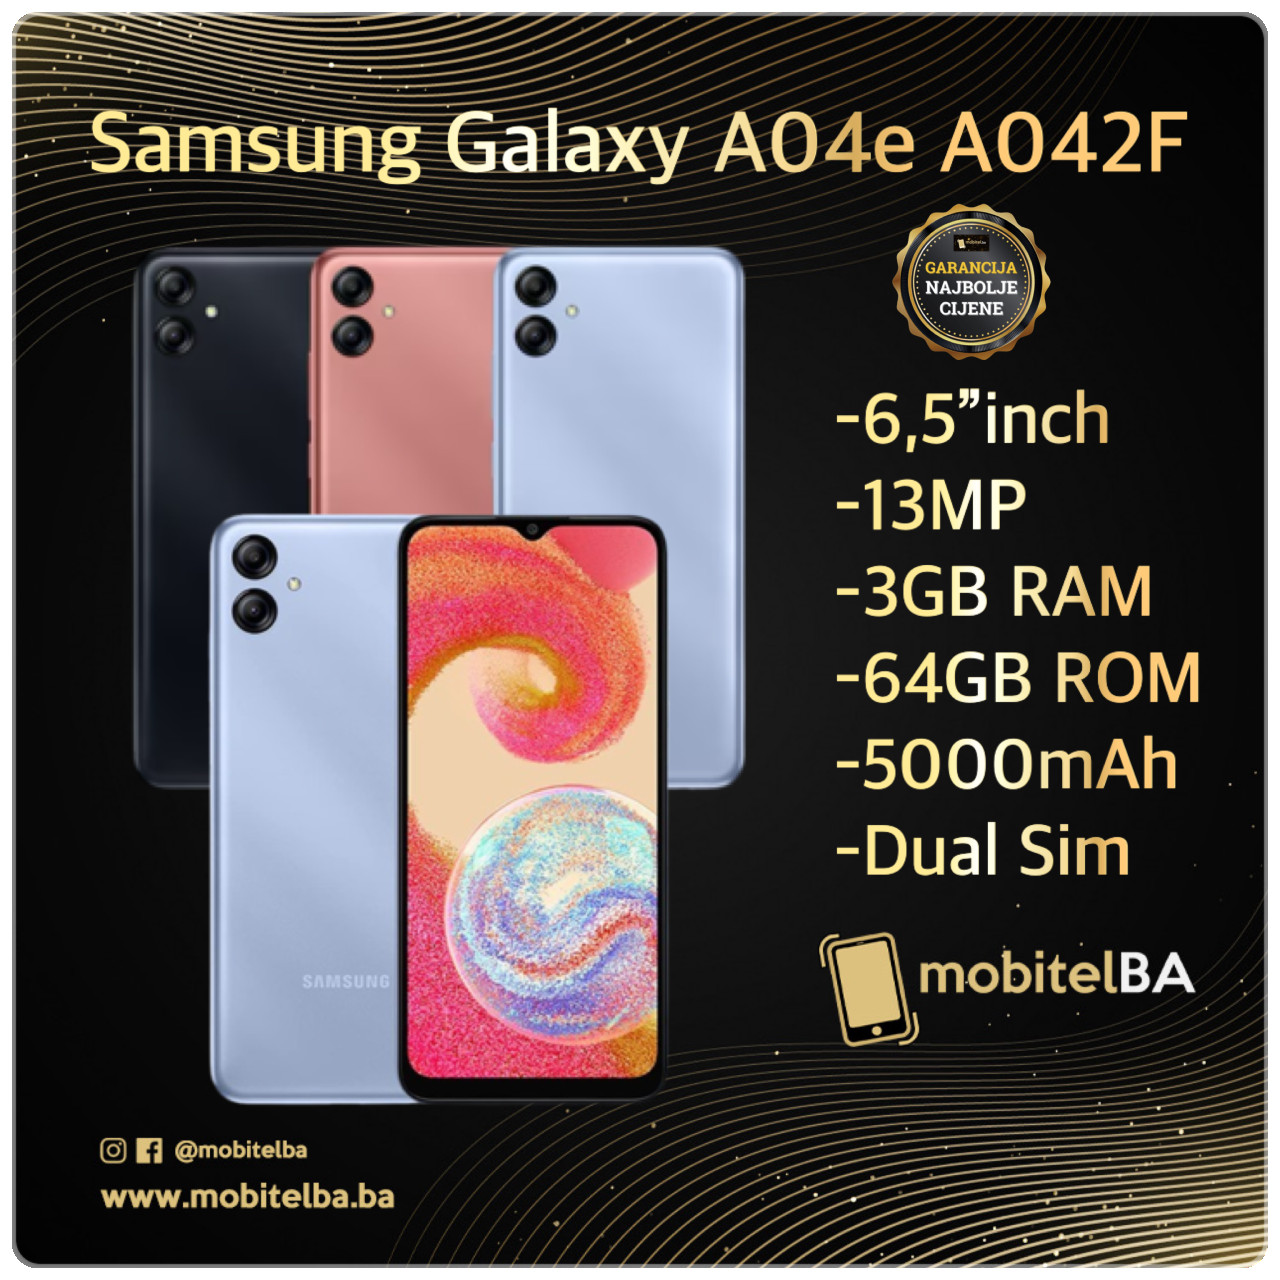 Samsung Galaxy A04e A042F
GARANCIJA
NAJBOLJE
CIJENE
-6,5”inch
-13MP
-3GB RAM
-64GB ROM
-5000mAh
-Dual Sim
SAMSUNG
mobitelBA
@mobitelba
www.mobitelba.ba